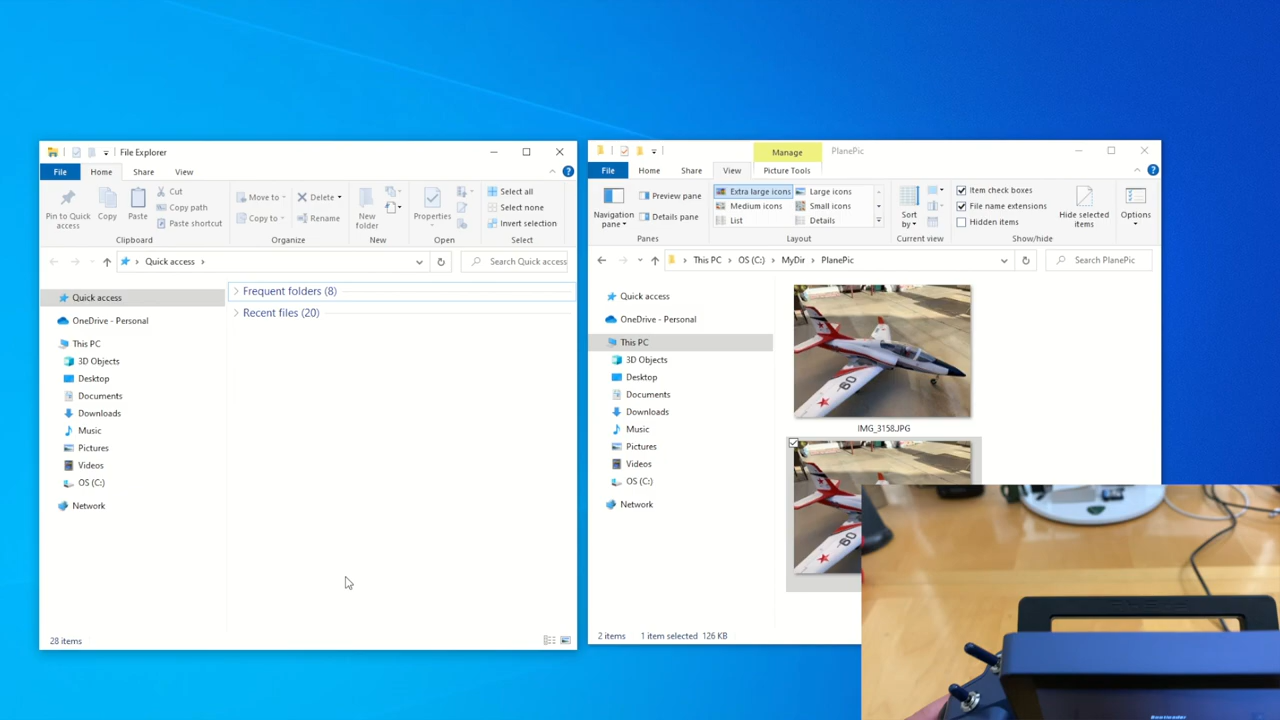 File Explorer
File Home Share View
Pin to Quick access
Copy
Paste
Cut
Copy path
Paste shortcut
Clipboard
Move to
Copy to
Delete
Rename
Organize
New folder
New
Properties
Open
Select all
Select none
Invert selection
Select
Quick access
Search Quick access
Quick access
OneDrive - Personal
This PC
3D Objects
Desktop
Documents
Downloads
Music
Pictures
Videos
OS (C:)
Network
Frequent folders (8)
Recent files (20)
28 items
Manage
PlanePic
File Home Share View Picture Tools
Navigation pane
Preview pane
Details pane
Panes
Extra large icons
Large icons
Medium icons
Small icons
List
Details
Layout
Sort by
Current view
Item check boxes
File name extensions
Hidden items
Hide selected items
Show/hide
Options
This PC OS (C:) MyDir PlanePic
Search PlanePic
Quick access
OneDrive - Personal
This PC
3D Objects
Desktop
Documents
Downloads
Music
Pictures
Videos
OS (C:)
Network
60
IMG_3158.JPG
60
2 items 1 item selected 126 KB